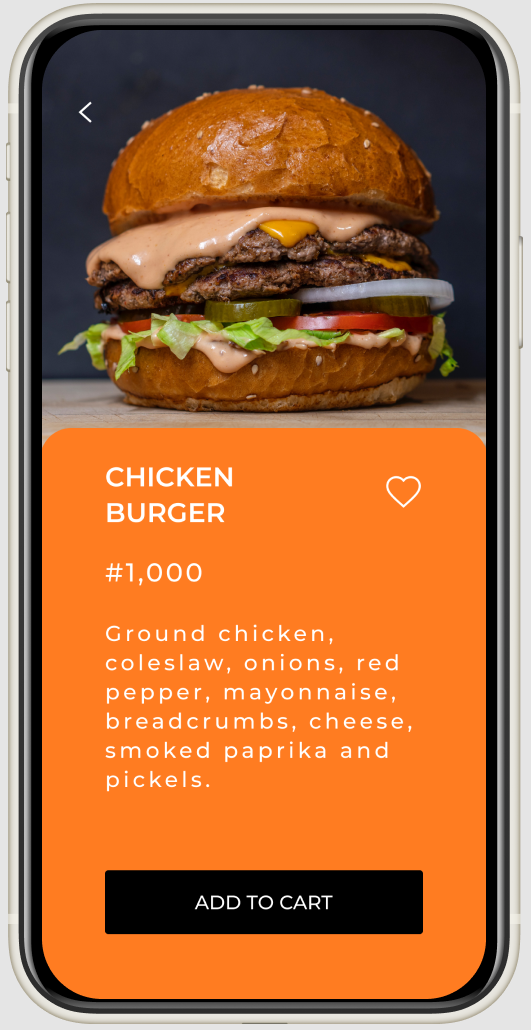 CHICKEN
BURGER
#1,000
Ground chicken,
coleslaw, onions, red
pepper, mayonnaise,
breadcrumbs, cheese,
smoked paprika and
pickels.
ADD TO CART